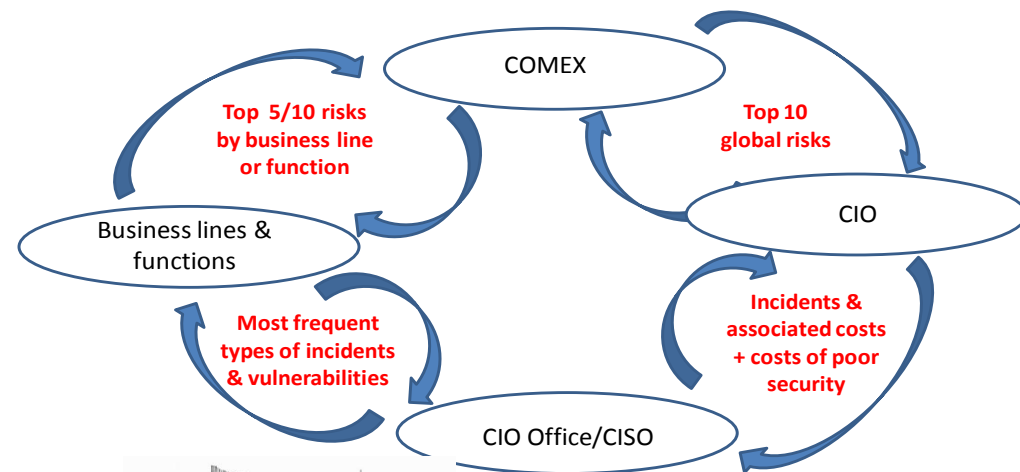 COMEX
Top 5/10 risks
by business line
or function
Top 10
global risks
CIO
Business lines &
functions
Most frequent
types of incidents
& vulnerabilities
Incidents &
associated costs
+ costs of poor
security
CIO Office/CISO